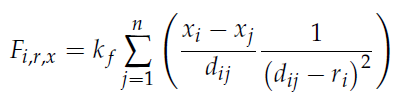 F_{i,r,x} = k_f \sum_{j=1}^{n} \left( \frac{x_i - x_j}{d_{ij}} \frac{1}{(d_{ij} - r_i)^2} \right)